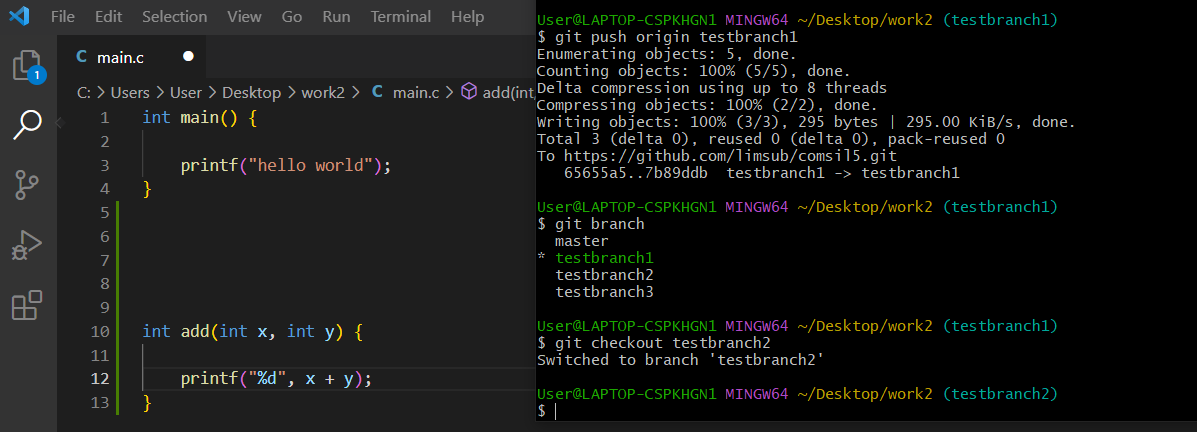 File Edit Selection View Go Run Terminal Help
main.c
1
C: > Users > User > Desktop > work2 > C main.c > add(int,
1 int main() {
2
3 printf("hello world");
4 }
5
6
7
8
9
10 int add(int x, int y) {
11
12 printf("%d", x + y);
13 }
User@LAPTOP-CSPKHGN1 MINGW64 ~/Desktop/work2 (testbranch1)
$ git push origin testbranch1
Enumerating objects: 5, done.
Counting objects: 100% (5/5), done.
Delta compression using up to 8 threads
Compressing objects: 100% (2/2), done.
Writing objects: 100% (3/3), 295 bytes | 295.00 KiB/s, done.
Total 3 (delta 0), reused 0 (delta 0), pack-reused 0
To https://github.com/limsub/comsil5.git
65655a5..7b89ddb testbranch1 -> testbranch1
User@LAPTOP-CSPKHGN1 MINGW64 ~/Desktop/work2 (testbranch1)
$ git branch
master
* testbranch1
testbranch2
testbranch3
User@LAPTOP-CSPKHGN1 MINGW64 ~/Desktop/work2 (testbranch1)
$ git checkout testbranch2
Switched to branch 'testbranch2'
User@LAPTOP-CSPKHGN1 MINGW64 ~/Desktop/work2 (testbranch2)
$